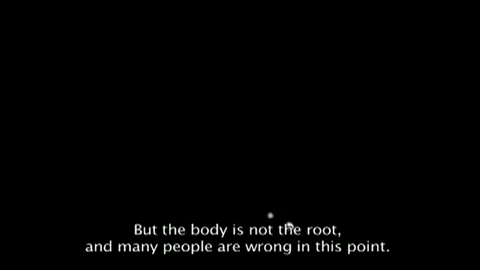 But the body is not the root,
and many people are wrong in this point.